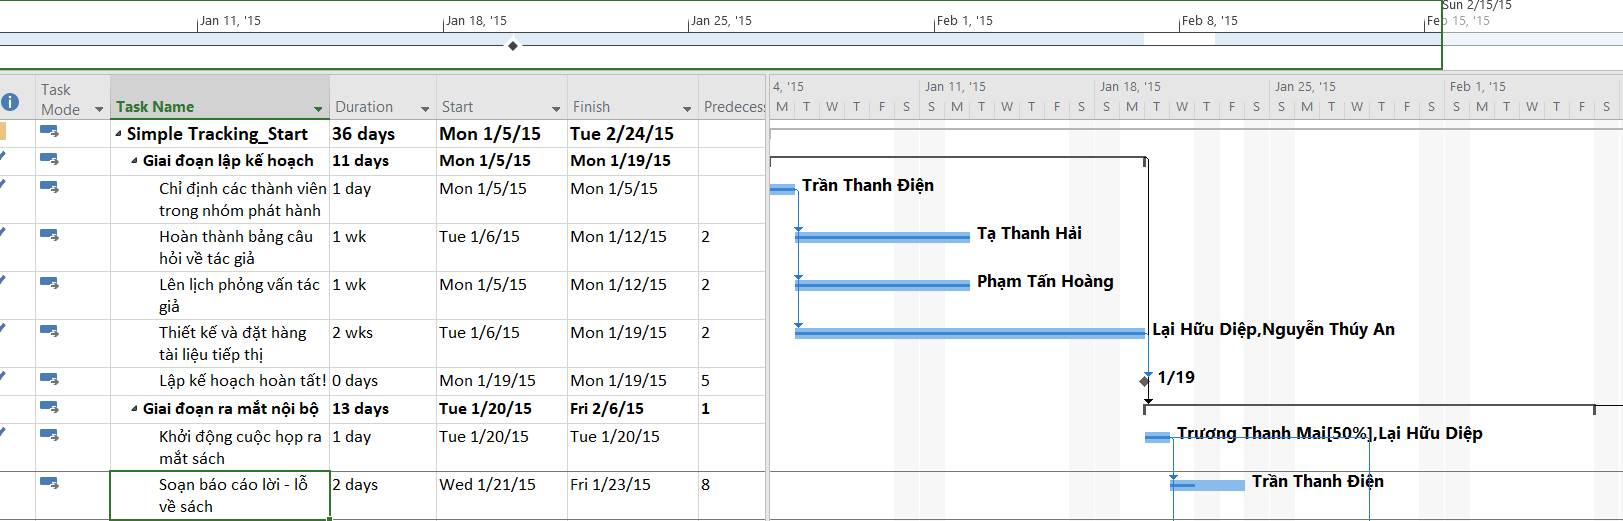 Sun 2/15/15
Jan 11, '15 Jan 18, '15 Jan 25, '15 Feb 1, '15 Feb 8, '15 Feb 15, '15
Task Mode Task Name Duration Start Finish Predecess
4, '15 Jan 11, '15 Jan 18, '15 Jan 25, '15 Feb 1, '15
M T W T F S S M T W T F S S M T W T F S S M T W T F S S M T W T F S
Simple Tracking_Start 36 days Mon 1/5/15 Tue 2/24/15
Giai đoạn lập kế hoạch 11 days Mon 1/5/15 Mon 1/19/15
Chỉ định các thành viên 1 day Mon 1/5/15 Mon 1/5/15 Trần Thanh Điện
trong nhóm phát hành
Hoàn thành bảng câu 1 wk Tue 1/6/15 Mon 1/12/15 2 Tạ Thanh Hải
hỏi về tác giả
Lên lịch phỏng vấn tác 1 wk Mon 1/5/15 Mon 1/12/15 2 Phạm Tấn Hoàng
giả
Thiết kế và đặt hàng 2 wks Tue 1/6/15 Mon 1/19/15 2 Lại Hữu Diệp,Nguyễn Thúy An
tài liệu tiếp thị
Lập kế hoạch hoàn tất! 0 days Mon 1/19/15 Mon 1/19/15 5 1/19
Giai đoạn ra mắt nội bộ 13 days Tue 1/20/15 Fri 2/6/15 1
Khởi động cuộc họp ra 1 day Tue 1/20/15 Tue 1/20/15 Trương Thanh Mai[50%],Lại Hữu Diệp
mắt sách
Soạn báo cáo lời - lỗ 2 days Wed 1/21/15 Fri 1/23/15 8 Trần Thanh Điện
về sách